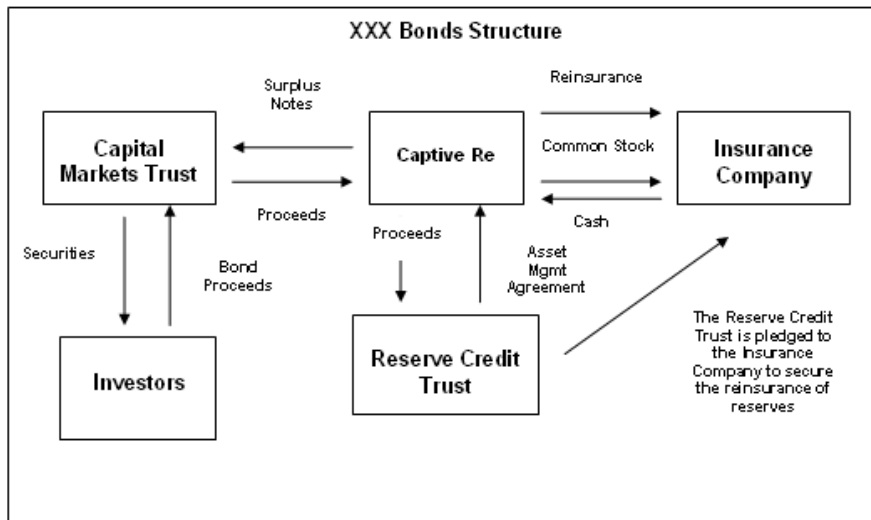 XXX Bonds Structure
Surplus
Notes
Reinsurance
Capital
Markets Trust
Captive Re
Common Stock
Insurance
Company
Proceeds
Cash
Securities
Bond
Proceeds
Proceeds
Asset
Mgmt
Agreement
Investors
Reserve Credit
Trust
The Reserve Credit
Trust is pledged to
the Insurance
Company to secure
the reinsurance of
reserves